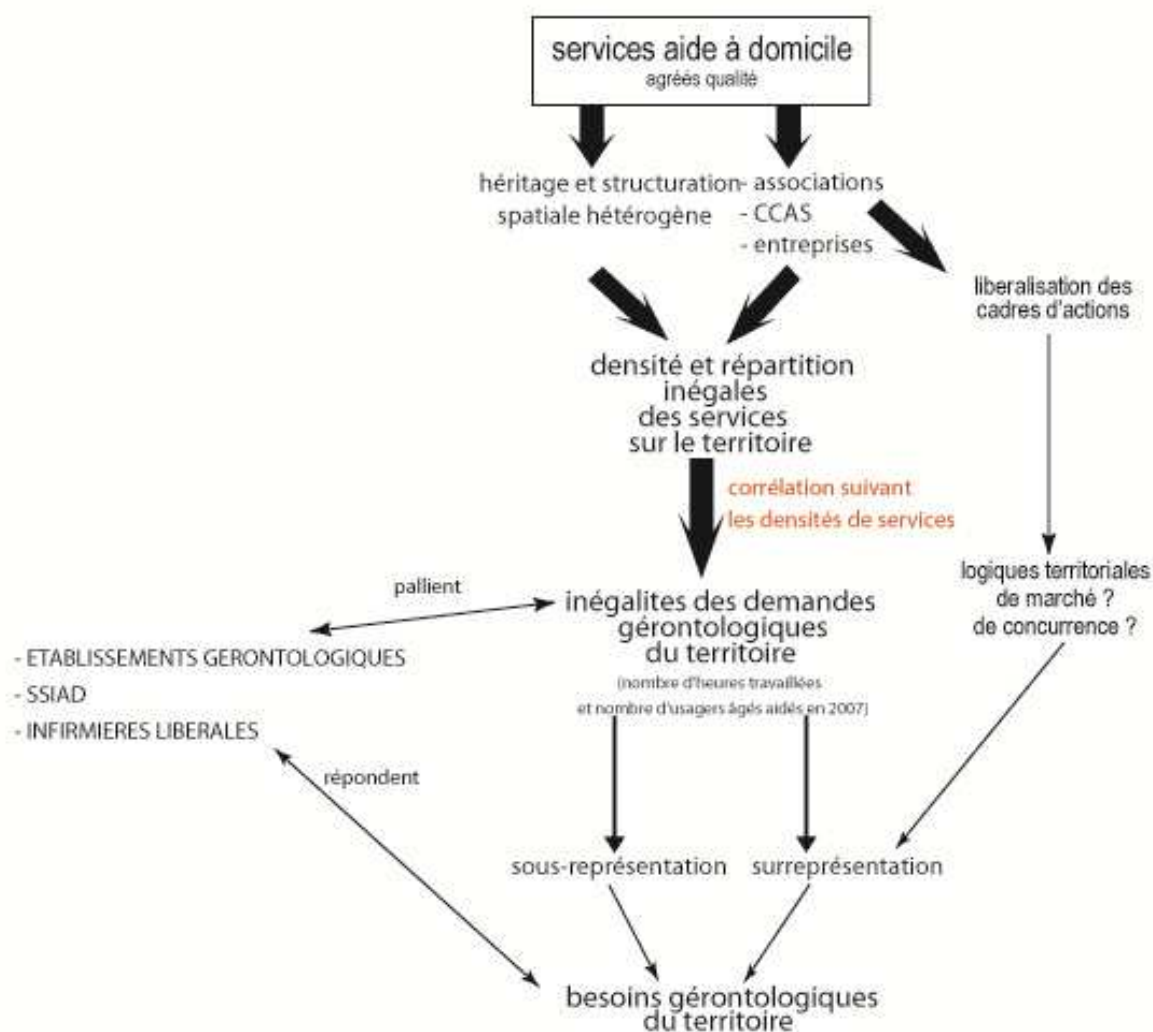 services aide à domicile
agréés qualité
héritage et structuration
spatiale hétérogène
- associations
- CCAS
- entreprises
liberalisation des
cadres d'actions
densité et répartition
inégales
des services
sur le territoire
corrélation suivant
les densités de services
logiques territoriales
de marché ?
de concurrence ?
pallient
inégalites des demandes
gérontologiques
du territoire
(nombre d'heures travaillées
et nombre d'usagers âgés aidés en 2007)
- ETABLISSEMENTS GERONTOLOGIQUES
- SSIAD
- INFIRMIERES LIBERALES
répondent
sous-représentation
surreprésentation
besoins gérontologiques
du territoire